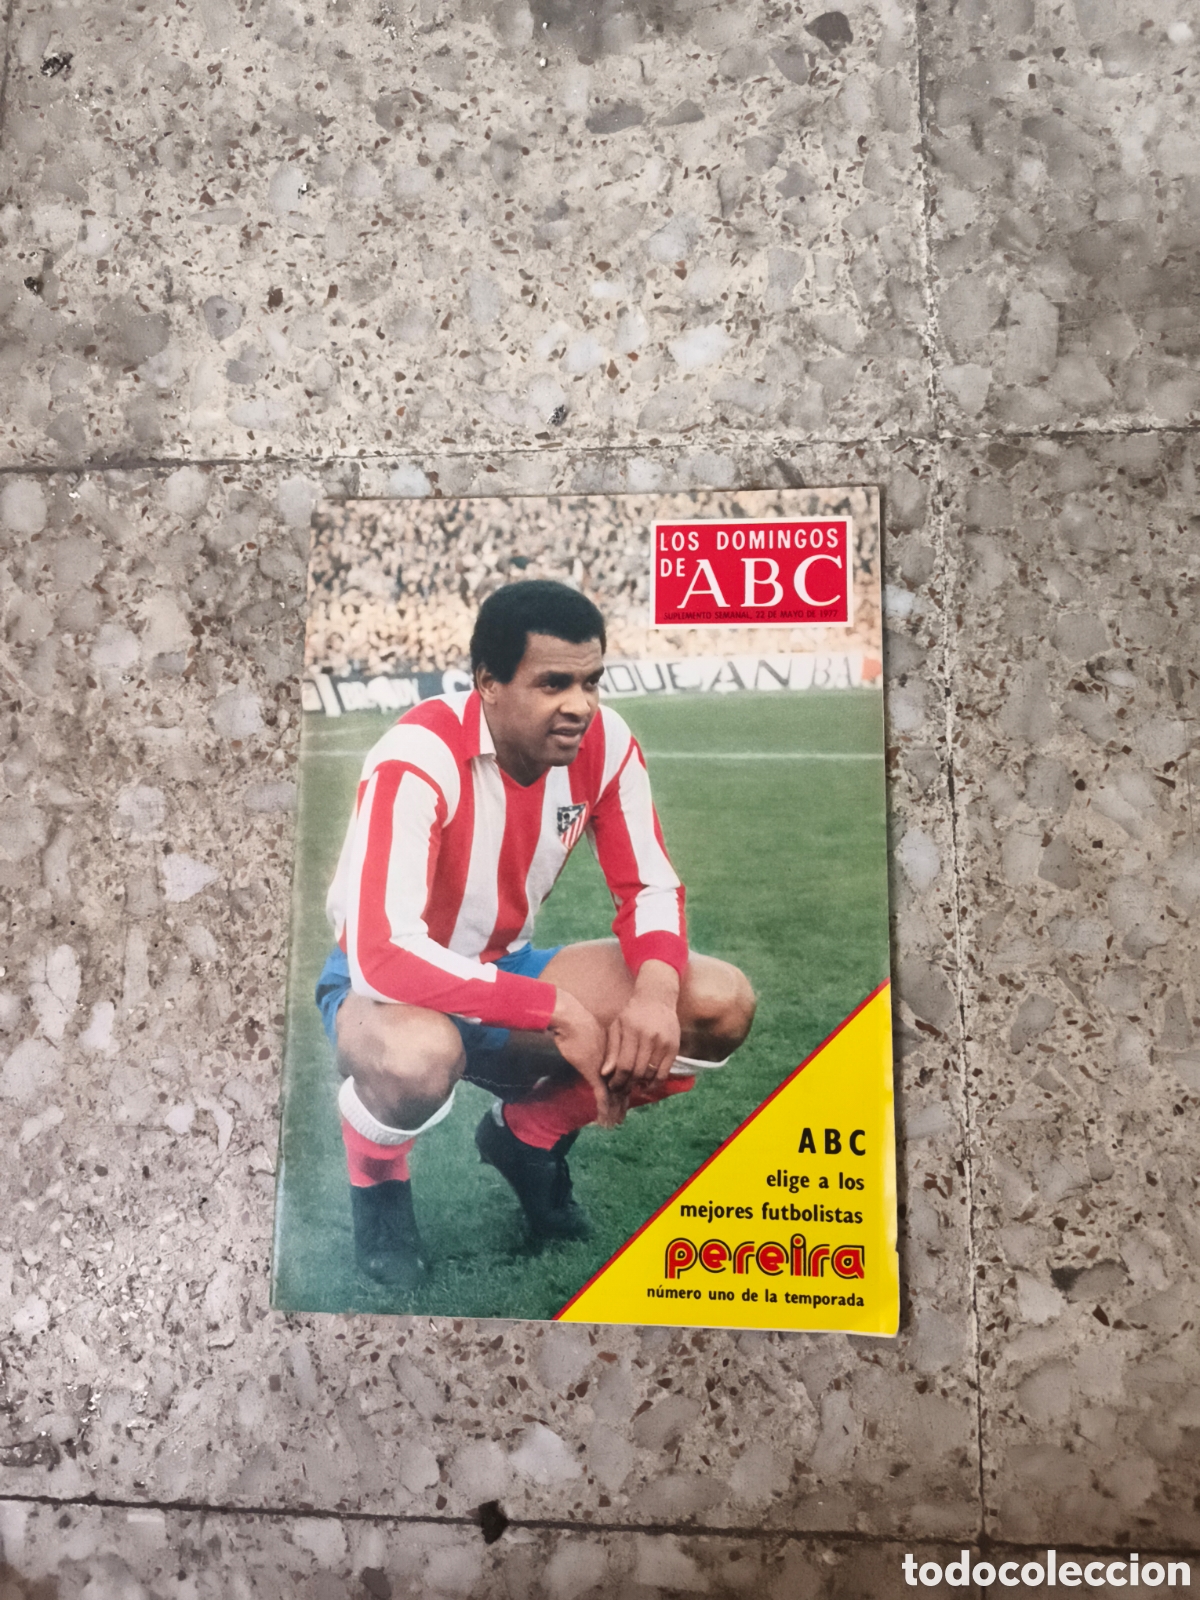 LOS DOMINGOS
DE ABC
SUPLEMENTO SEMANAL, 22 DE MAYO DE 1977
ABC
elige a los
mejores futbolistas
pereira
número uno de la temporada
todocoleccion